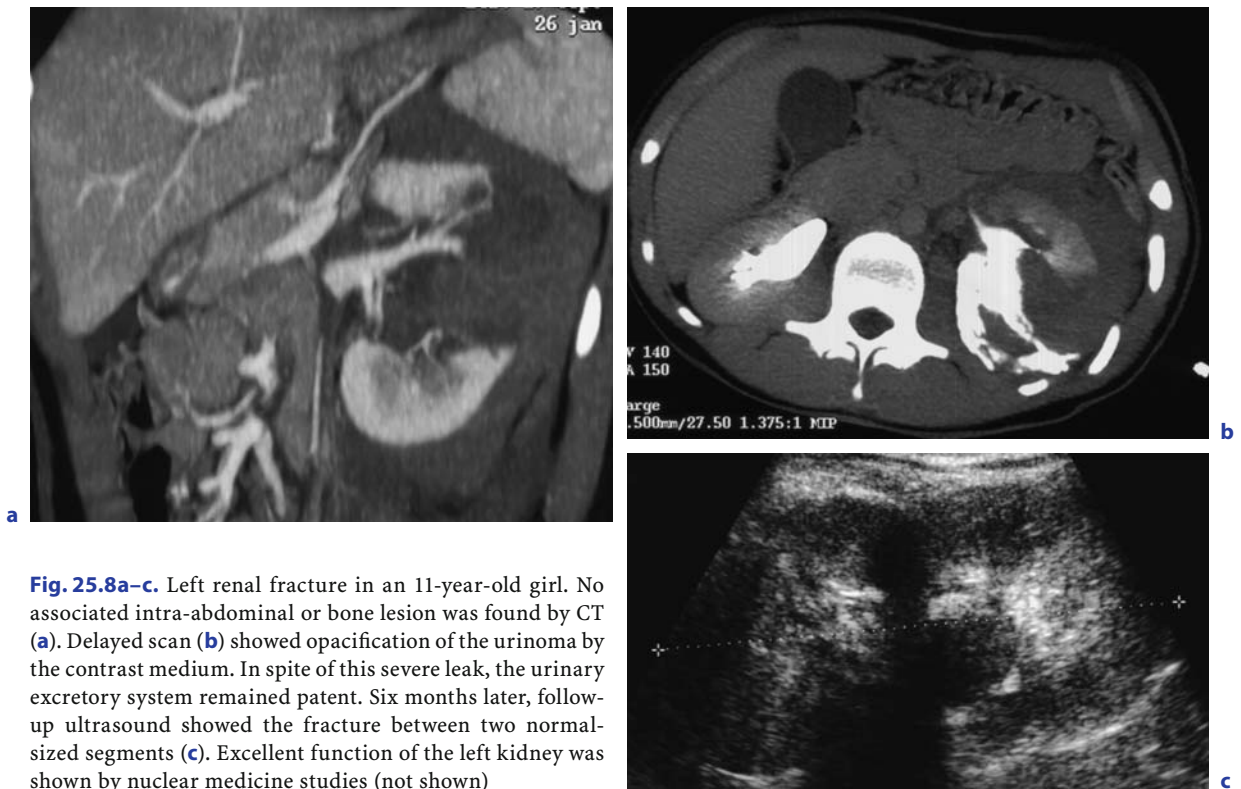 26 jan
a
140
150
arge
.500mm/27.50 1.375:1 MIP
b
c
Fig. 25.8a–c. Left renal fracture in an 11-year-old girl. No
associated intra-abdominal or bone lesion was found by CT
(a). Delayed scan (b) showed opacification of the urinoma by
the contrast medium. In spite of this severe leak, the urinary
excretory system remained patent. Six months later, follow-
up ultrasound showed the fracture between two normal-
sized segments (c). Excellent function of the left kidney was
shown by nuclear medicine studies (not shown)